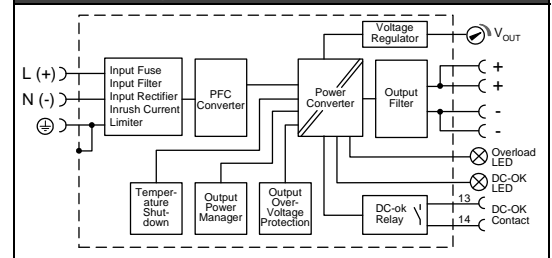 Voltage
Regulator
V OUT
L (+)
N (-)
Input Fuse
Input Filter
Input Rectifier
Inrush Current
Limiter
PFC
Converter
Power
Converter
Output
Filter
+
+
-
-
Overload
LED
DC-OK
LED
Temper-
ature
Shut-
down
Output
Power
Manager
Output
Over-
Voltage
Protection
DC-ok
Relay
13
14
DC-OK
Contact